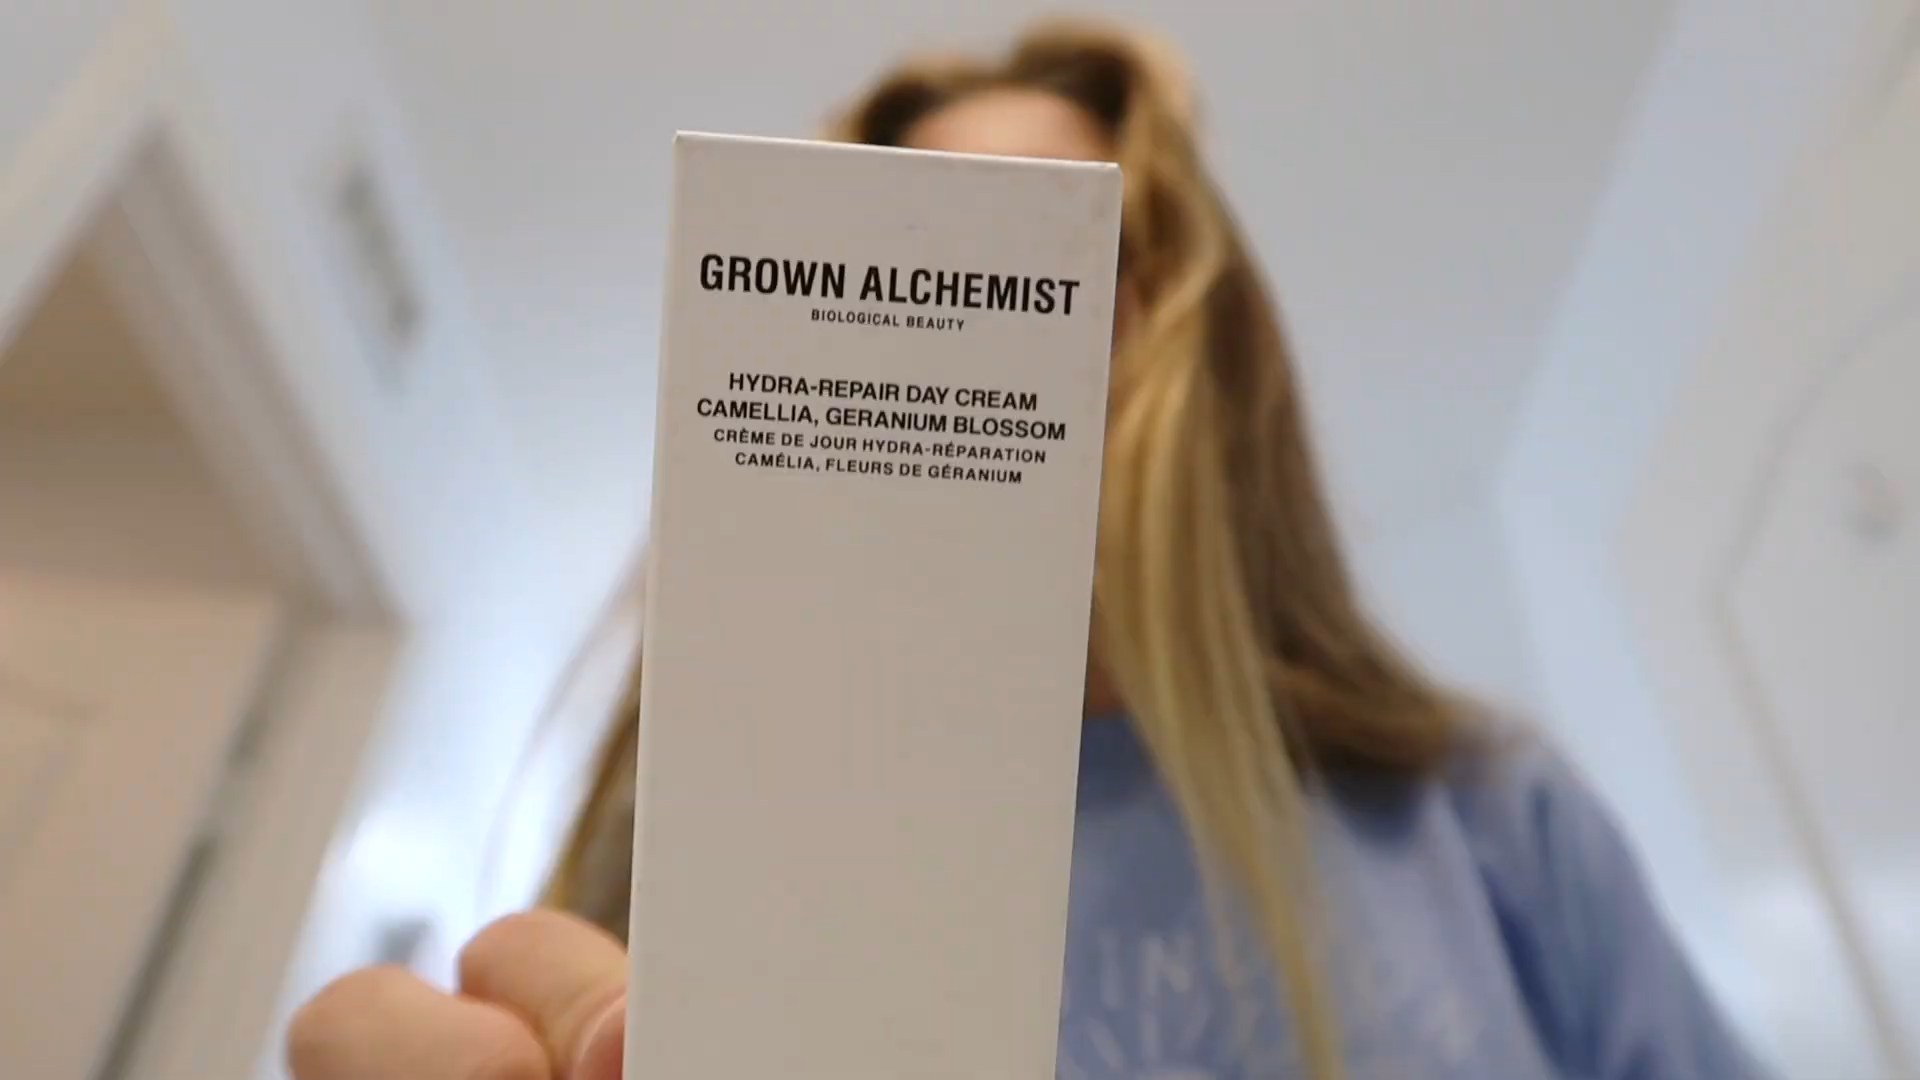 GROWN ALCHEMIST
BIOLOGICAL BEAUTY
HYDRA-REPAIR DAY CREAM
CAMELLIA, GERANIUM BLOSSOM
CRÈME DE JOUR HYDRA-RÉPARATION
CAMÉLIA, FLEURS DE GÉRANIUM